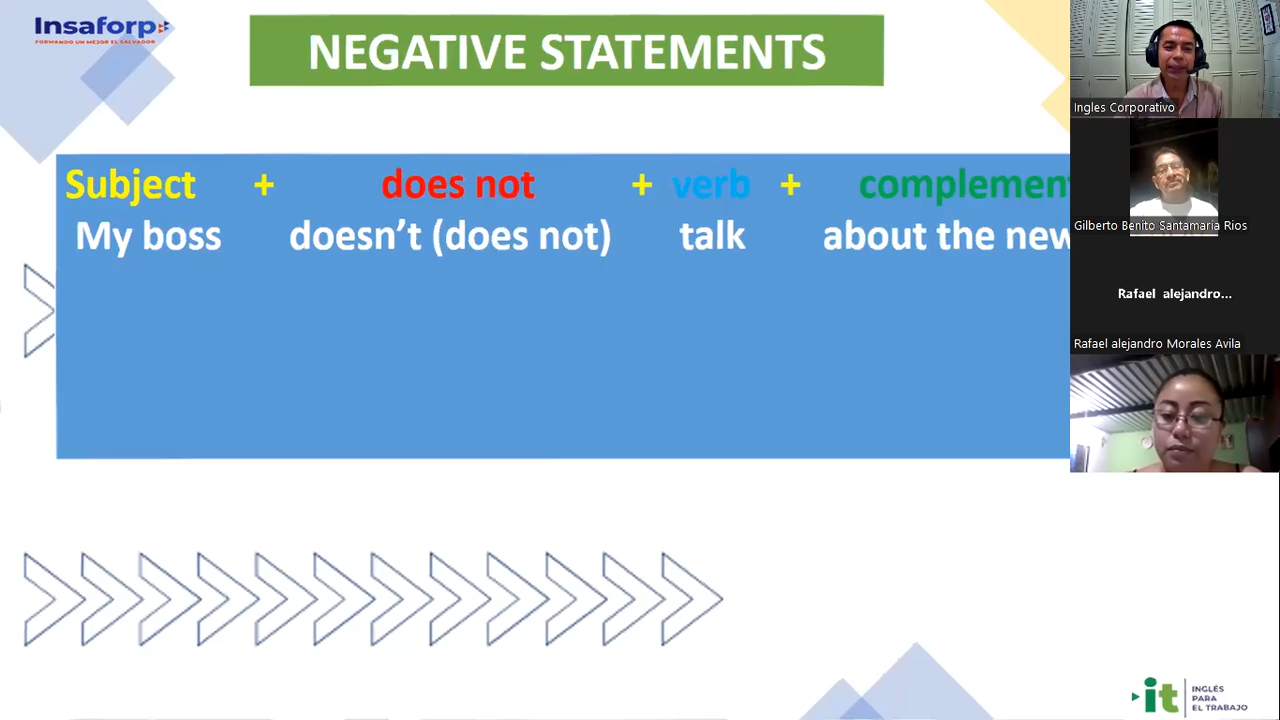 Insaforp
FORMANDO UN MEJOR EL SALVADOR
NEGATIVE STATEMENTS
Subject + does not + verb + complemen
My boss doesn't (does not) talk about the new
Ingles Corporativo
Gilberto Benito Santamaria Rios
Rafael alejandro...
Rafael alejandro Morales Avila
it
INGLÉS
PARA
EL TRABAJO